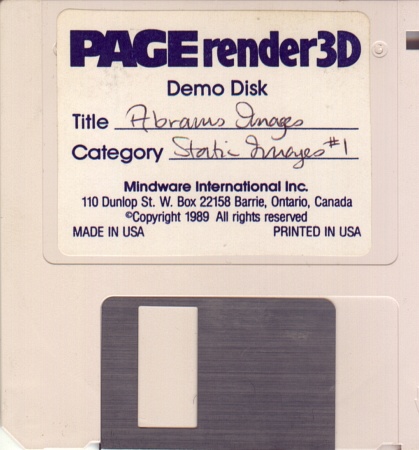 PAGErender3D
Demo Disk
Title Abrams Images
Category Static Images #1
Mindware International Inc.
110 Dunlop St. W. Box 22158 Barrie, Ontario, Canada
©Copyright 1989 All rights reserved
MADE IN USA PRINTED IN USA